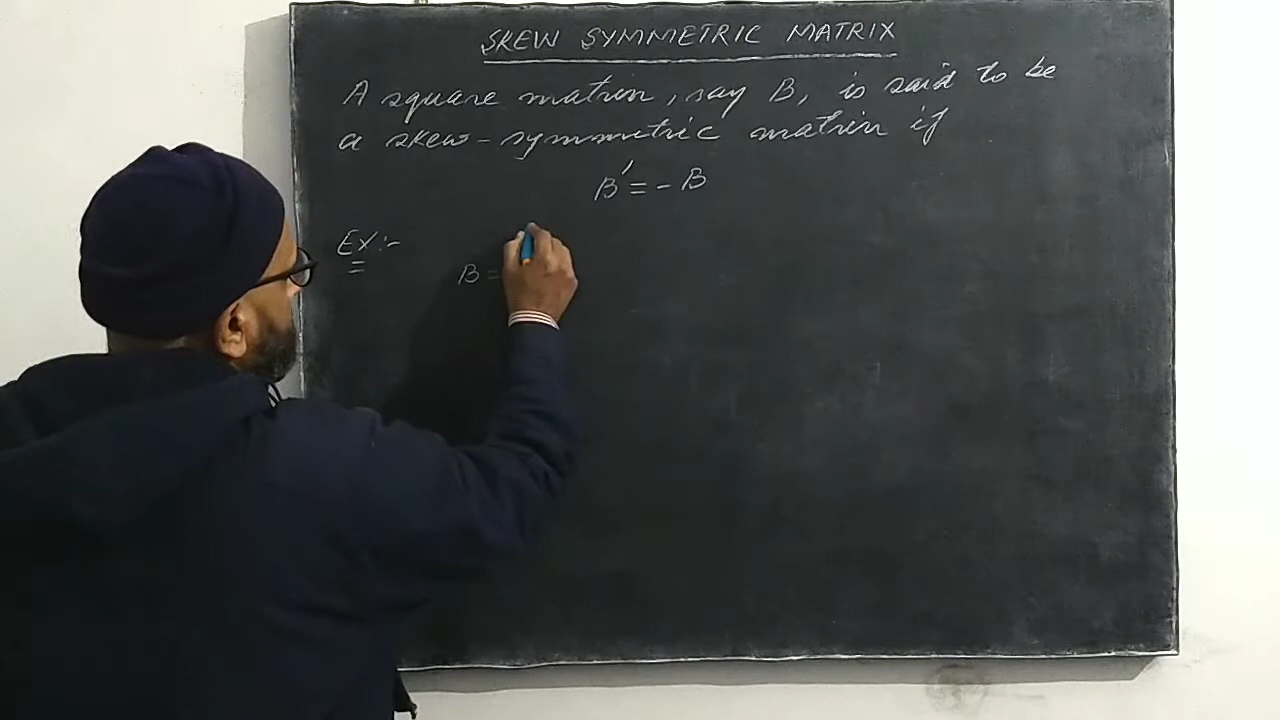 SKEW SYMMETRIC MATRIX
A square matrix, say B, is said to be
a skew-symmetric matrix if
B' = - B
Ex:-
B =